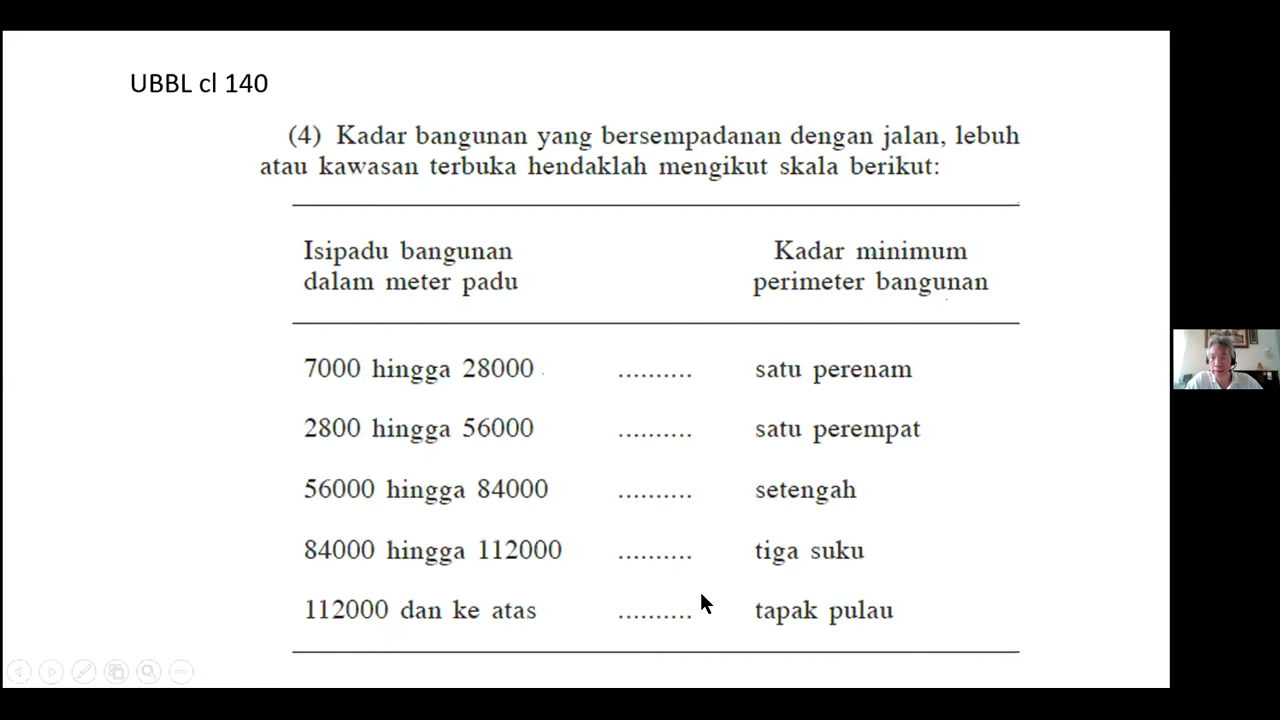 UBBL cl 140
(4) Kadar bangunan yang bersempadanan dengan jalan, lebuh
atau kawasan terbuka hendaklah mengikut skala berikut:
Isipadu bangunan Kadar minimum
dalam meter padu perimeter bangunan
7000 hingga 28000 .......... satu perenam
2800 hingga 56000 .......... satu perempat
56000 hingga 84000 .......... setengah
84000 hingga 112000 .......... tiga suku
112000 dan ke atas .......... tapak pulau